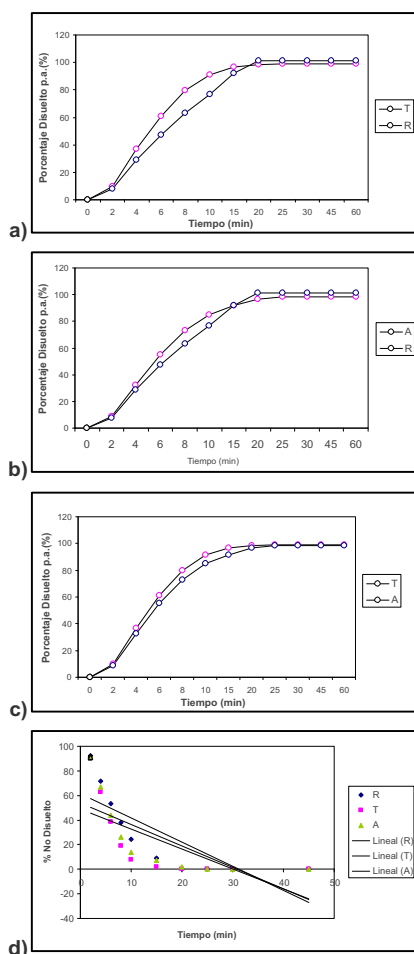 Porcentaje Disuelto p.a.(%)
120
100
80
60
40
20
0
0 2 4 6 8 10 15 20 25 30 45 60
Tiempo (min)
T
R
a)
Porcentaje Disuelto p.a.(%)
120
100
80
60
40
20
0
0 2 4 6 8 10 15 20 25 30 45 60
Tiempo (min)
A
R
b)
Porcentaje Disuelto p.a.(%)
120
100
80
60
40
20
0
0 2 4 6 8 10 15 20 25 30 45 60
Tiempo (min)
T
A
c)
% No Disuelto
100
80
60
40
20
0
-20
-40
0 10 20 30 40 50
Tiempo (min)
R
T
A
Lineal (R)
Lineal (T)
Lineal (A)
d)